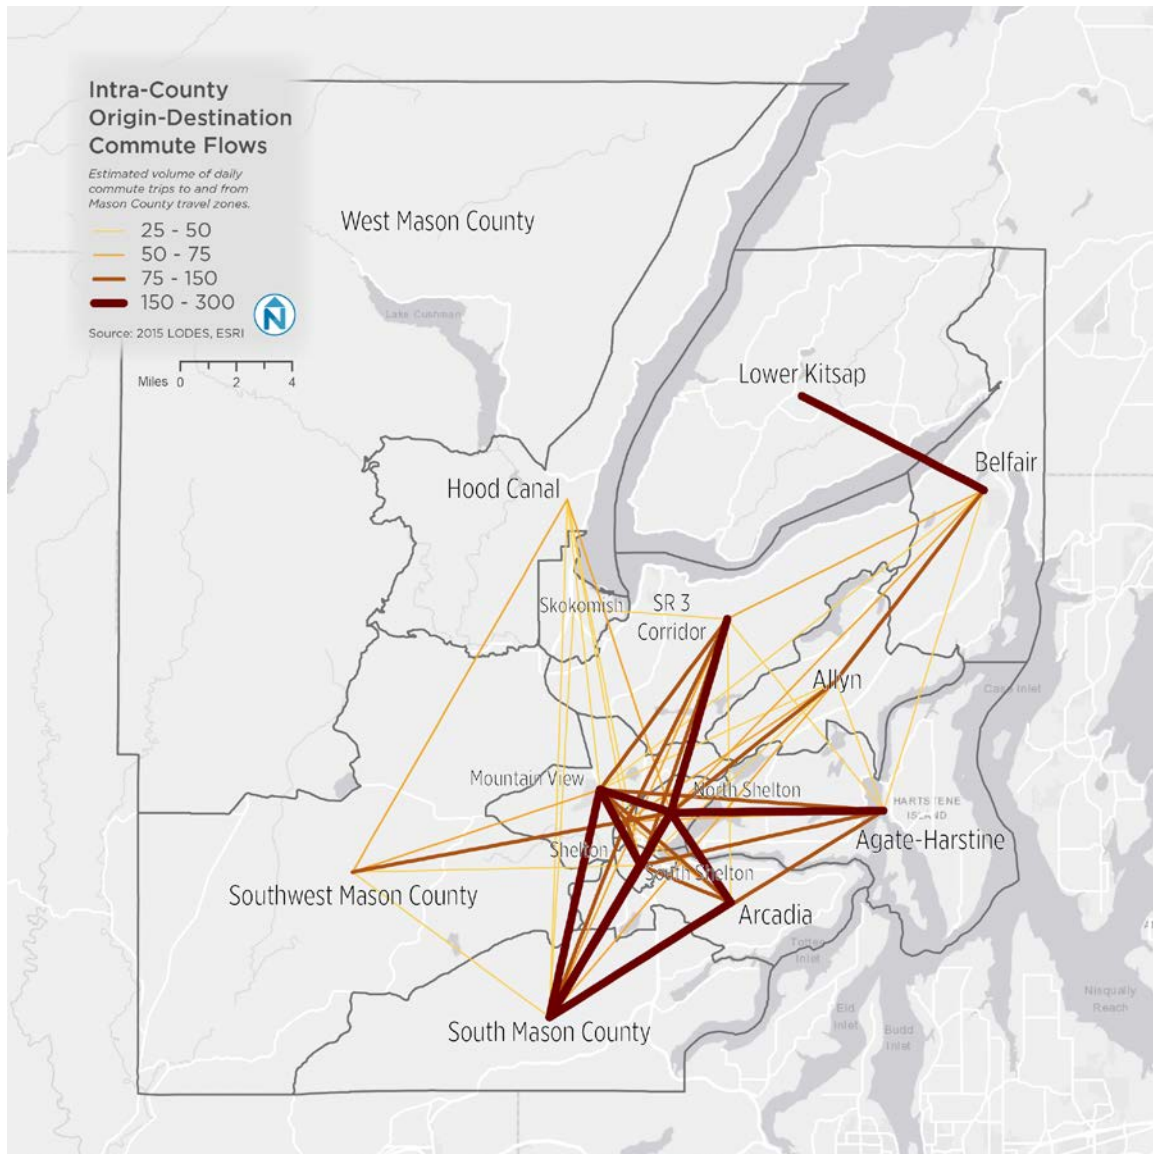 Intra-County
Origin-Destination
Commute Flows
Estimated volume of daily
commute trips to and from
Mason County travel zones.
25 - 50
50 - 75
75 - 150
150 - 300
N
Source: 2015 LODES, ESRI
Miles 0 2 4
West Mason County
Lake Cushman
Lower Kitsap
Belfair
Hood Canal
Skokomish
SR 3
Corridor
Allyn
Case Inlet
Mountain View
North Shelton
HARTSTENE
ISLAND
Agate-Harstine
Shelton
South Shelton
Southwest Mason County
Arcadia
Totten
Inlet
Nisqually
Reach
Eld
Inlet
Budd
Inlet
South Mason County